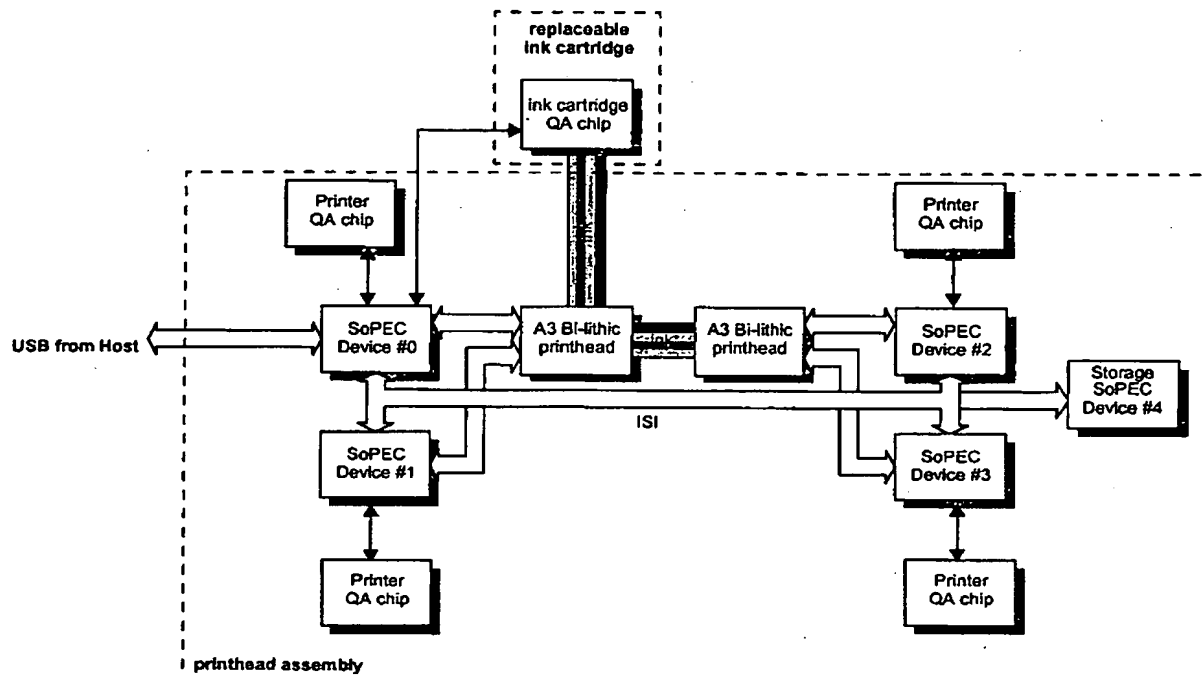 replaceable
ink cartridge
ink cartridge
QA chip
Printer
QA chip
Printer
QA chip
SoPEC
Device #0
A3 Bi-lithic
printhead
ink
A3 Bi-lithic
printhead
SoPEC
Device #2
USB from Host
Storage
SoPEC
Device #4
ISI
SoPEC
Device #1
SoPEC
Device #3
Printer
QA chip
Printer
QA chip
printhead assembly